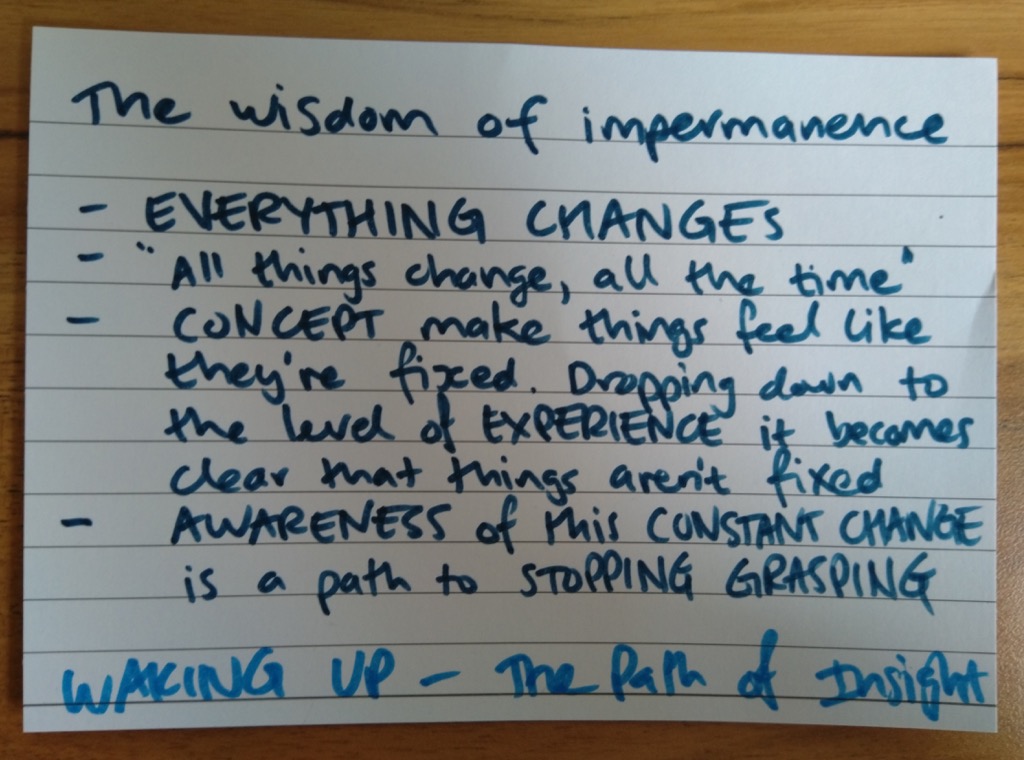 The wisdom of impermanence
- EVERYTHING CHANGES
- "All things change, all the time"
- CONCEPT make things feel like
they're fixed. Dropping down to
the level of EXPERIENCE it becomes
clear that things aren't fixed
- AWARENESS of this CONSTANT CHANGE
is a path to STOPPING GRASPING
WAKING UP - The Path of Insight